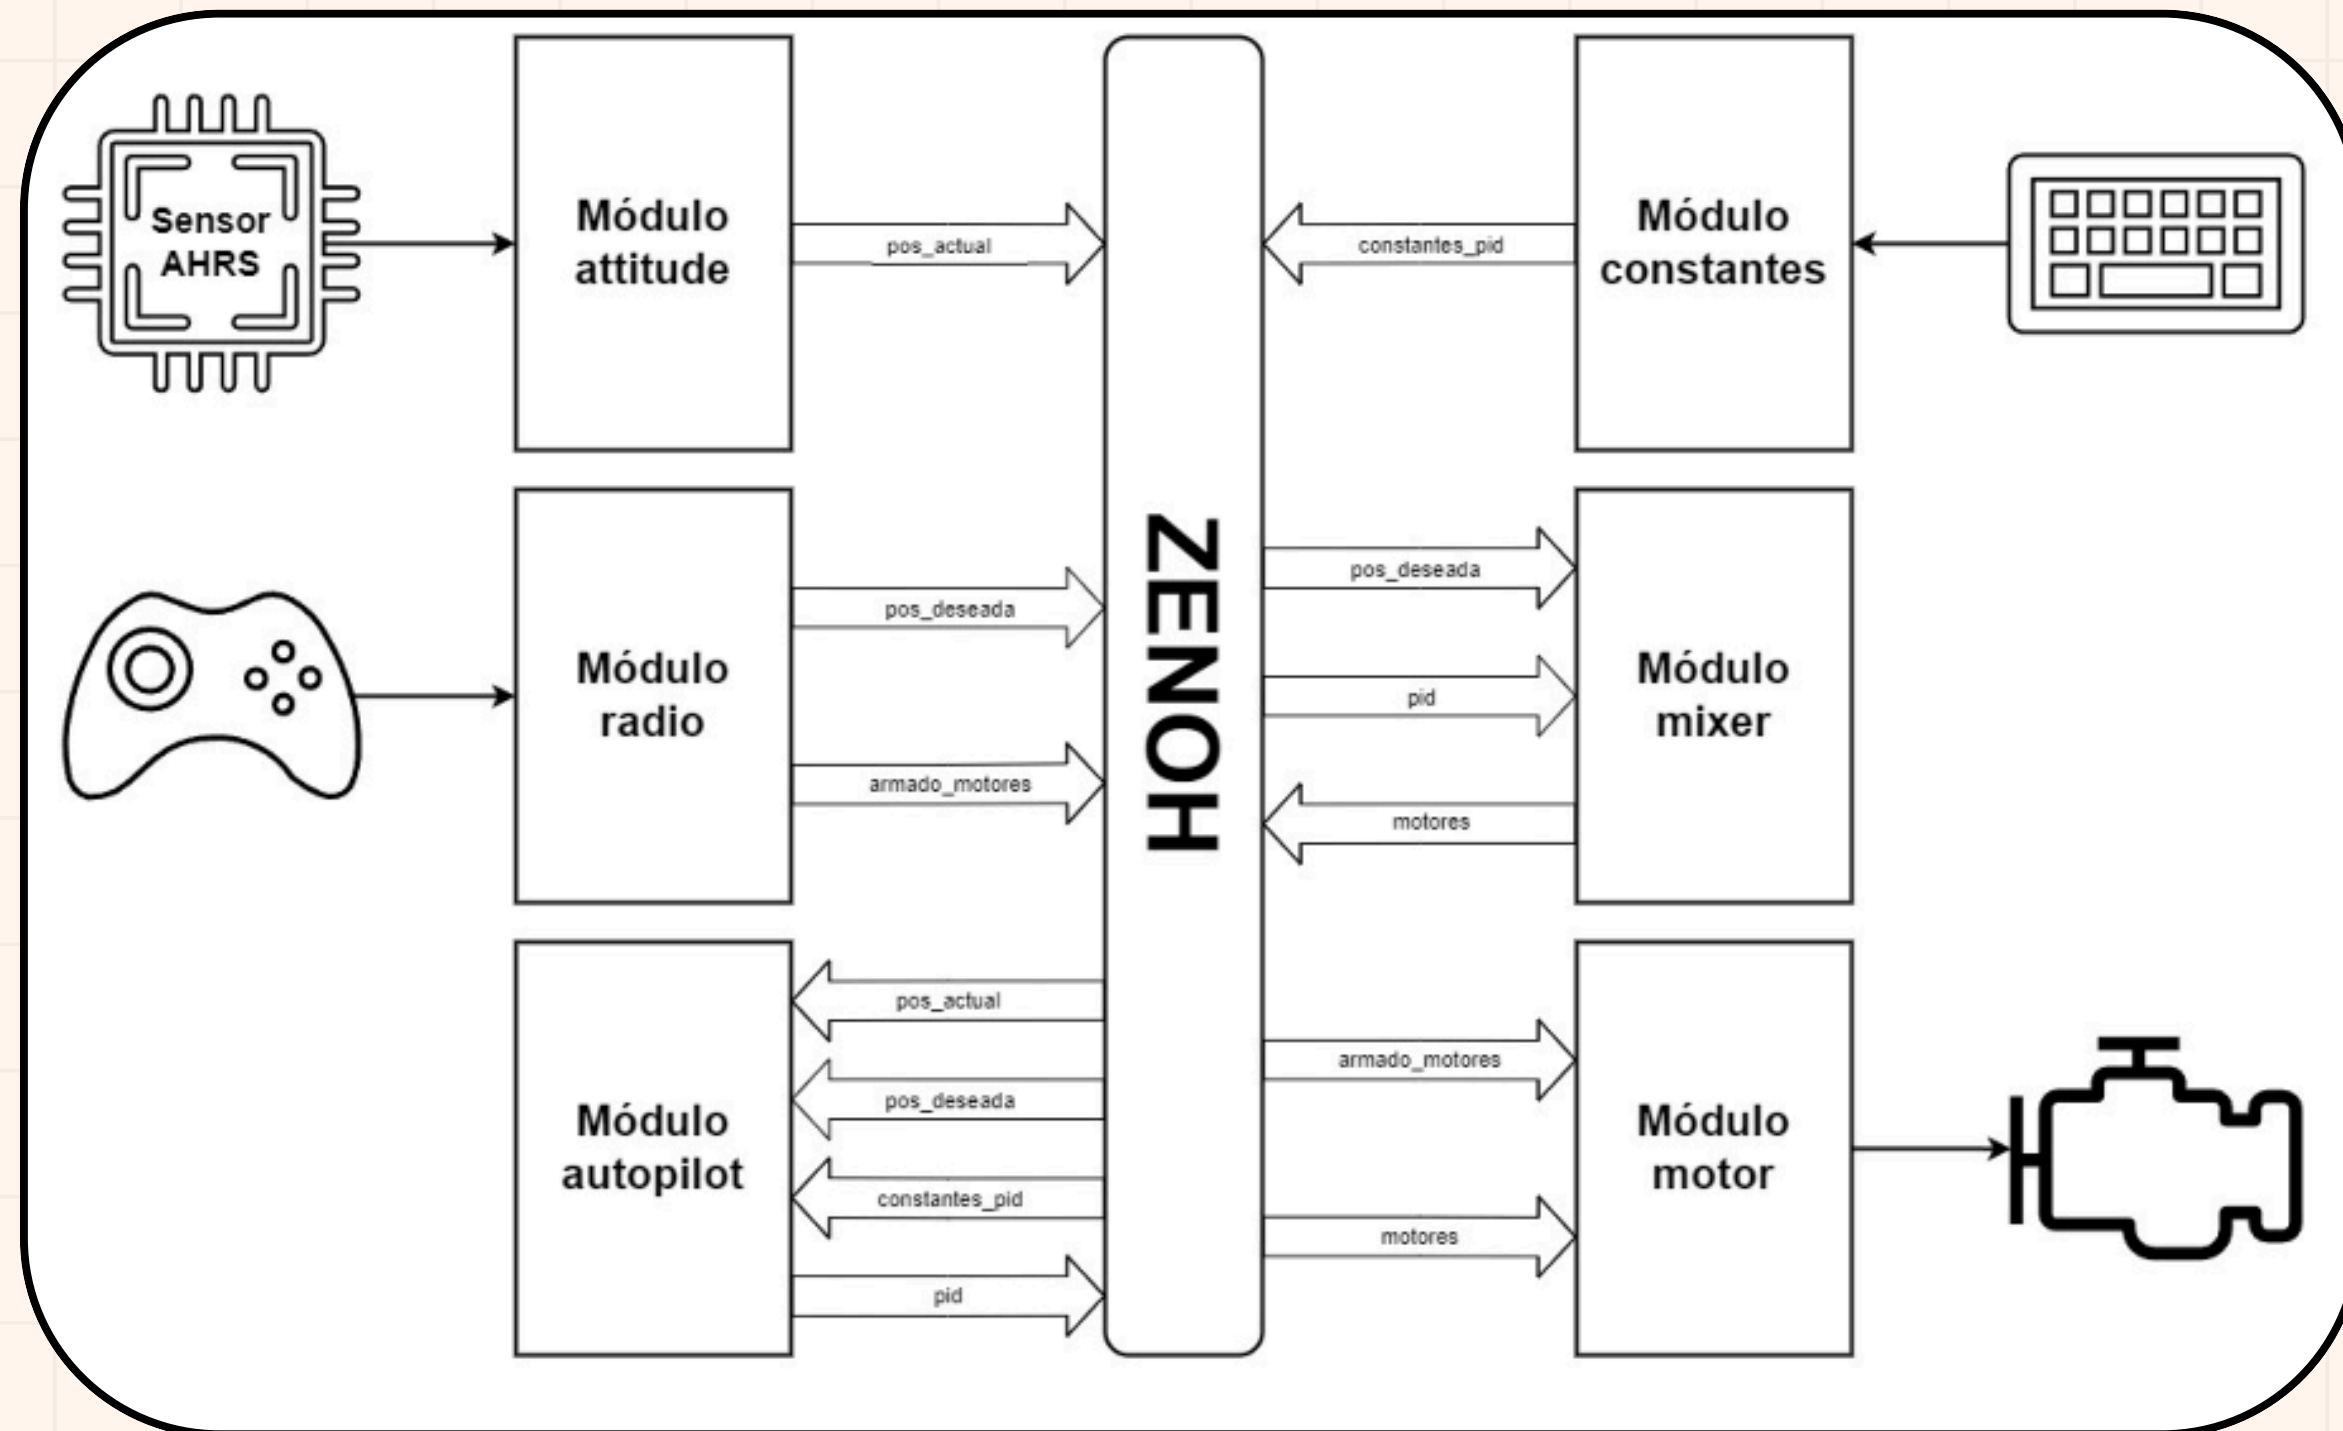 Sensor
AHRS
Módulo
attitude
pos_actual
constantes_pid
Módulo
constantes
Módulo
radio
pos_deseada
armado_motores
ZENOH
pos_deseada
pid
motores
Módulo
mixer
Módulo
autopilot
pos_actual
pos_deseada
constantes_pid
pid
armado_motores
motores
Módulo
motor